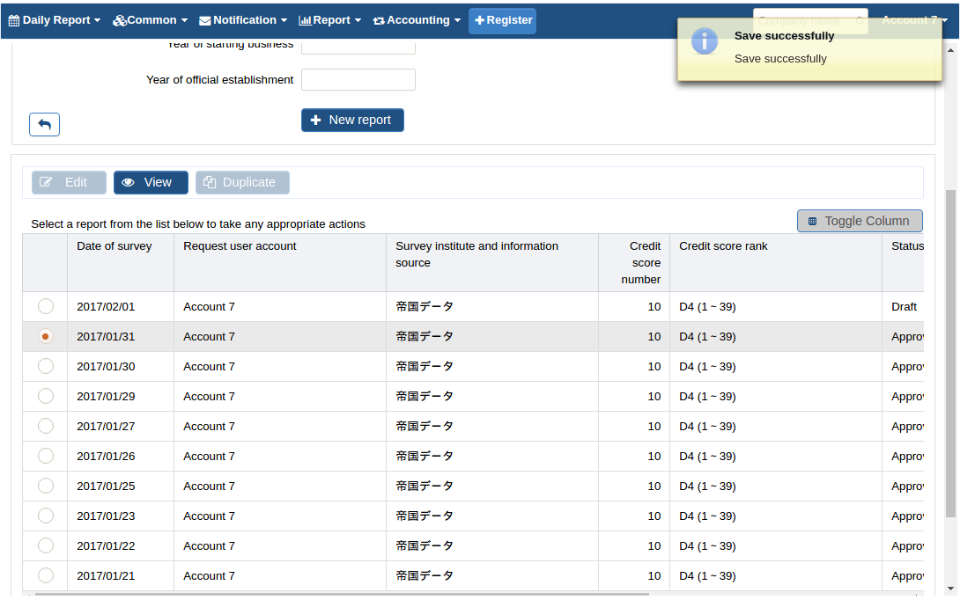 Daily Report Common Notification Report Accounting Register Company name Account 7
Save successfully
Save successfully
Year of starting business
Year of official establishment
New report
Edit View Duplicate
Select a report from the list below to take any appropriate actions
Toggle Column
Date of survey Request user account Survey institute and information source Credit score number Credit score rank Status
2017/02/01 Account 7 帝国データ 10 D4 (1 ~ 39) Draft
2017/01/31 Account 7 帝国データ 10 D4 (1 ~ 39) Approv
2017/01/30 Account 7 帝国データ 10 D4 (1 ~ 39) Approv
2017/01/29 Account 7 帝国データ 10 D4 (1 ~ 39) Approv
2017/01/27 Account 7 帝国データ 10 D4 (1 ~ 39) Approv
2017/01/26 Account 7 帝国データ 10 D4 (1 ~ 39) Approv
2017/01/25 Account 7 帝国データ 10 D4 (1 ~ 39) Approv
2017/01/23 Account 7 帝国データ 10 D4 (1 ~ 39) Approv
2017/01/22 Account 7 帝国データ 10 D4 (1 ~ 39) Approv
2017/01/21 Account 7 帝国データ 10 D4 (1 ~ 39) Approv